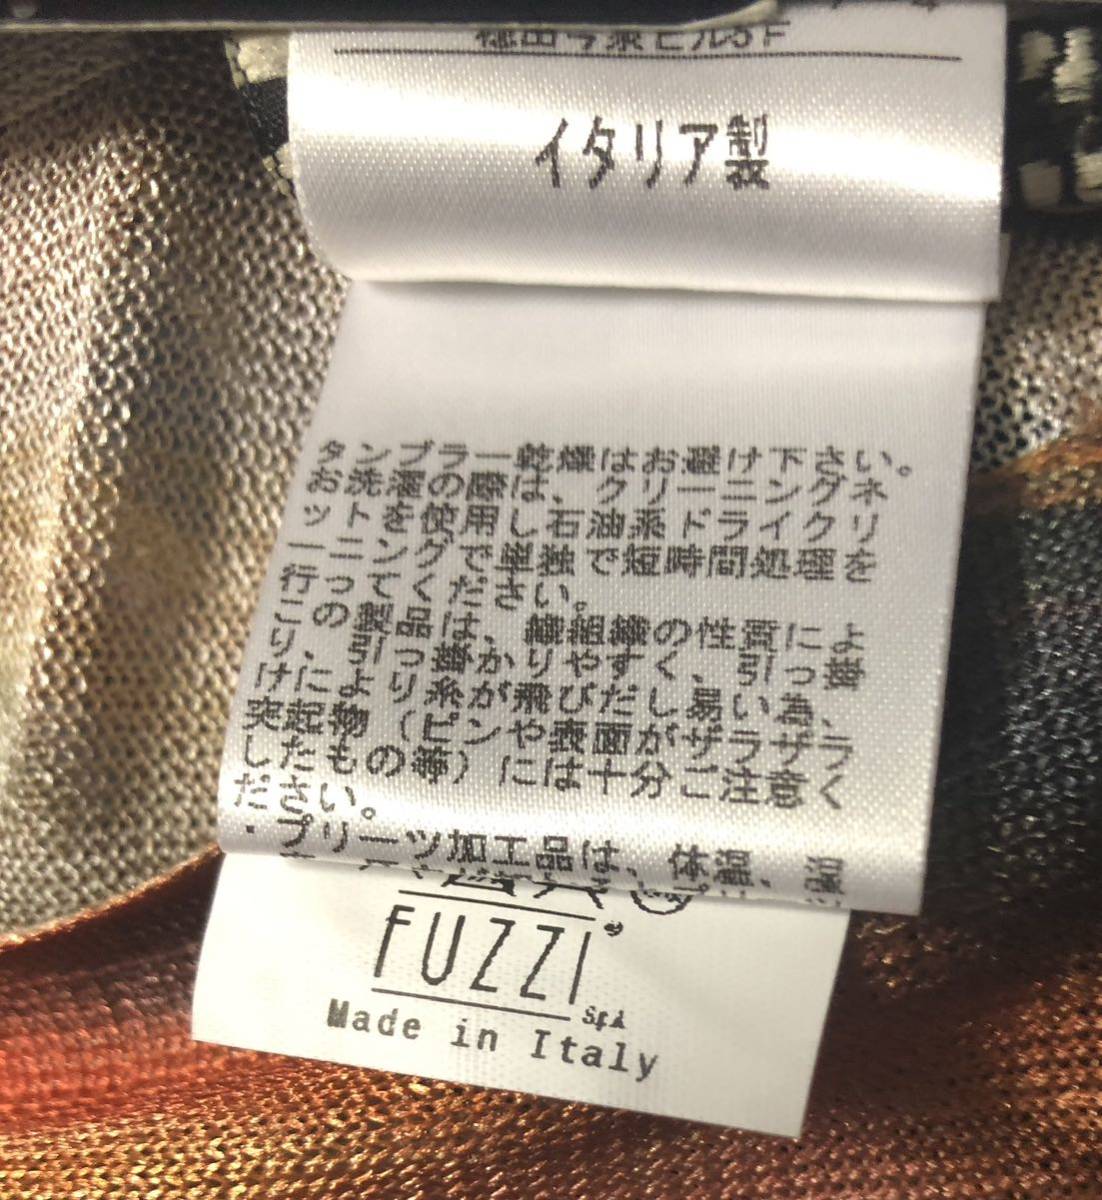 イタリア製
タンブラー乾燥はお避け下さい。
お洗濯の際は、クリーニングネ
ットを使用し石油系ドライクリ
ーニングで単独で短時間処理を
行ってください。
この製品は、編組織の性質によ
り、引っ掛かりやすく、引っ掛
けにより糸が飛びだし易い為、
突起物（ピンや表面がザラザラ
したもの等）には十分ご注意く
ださい。
・プリーツ加工品は、体温、湿
FUZZI
S.p.A
Made in Italy